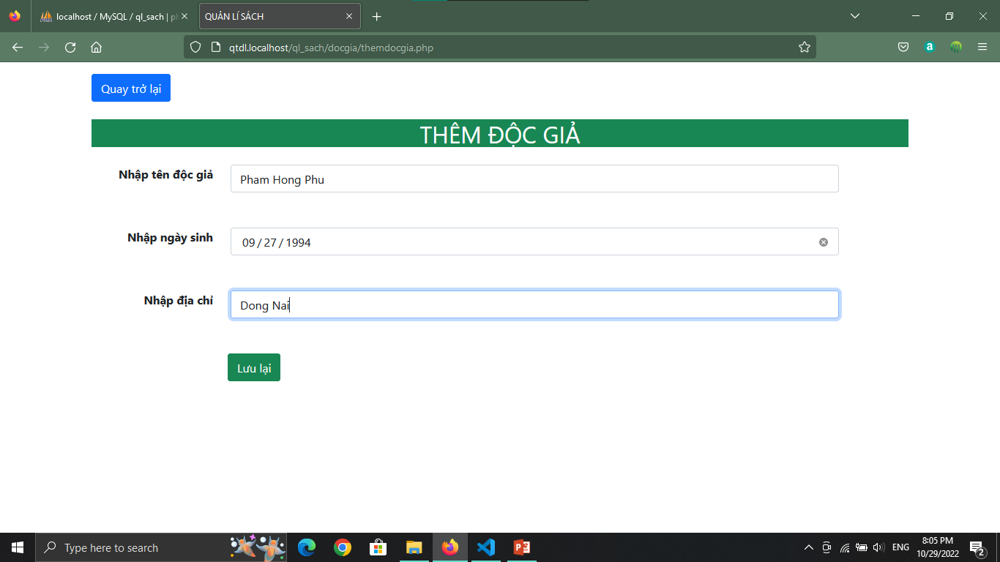 localhost / MySQL / ql_sach | p
QUẢN LÍ SÁCH
qtdl.localhost/ql_sach/docgia/themdocgia.php
Quay trở lại
THÊM ĐỘC GIẢ
Nhập tên độc giả
Pham Hong Phu
Nhập ngày sinh
09 / 27 / 1994
Nhập địa chỉ
Dong Nai
Lưu lại
Type here to search
ENG
8:05 PM
10/29/2022
2